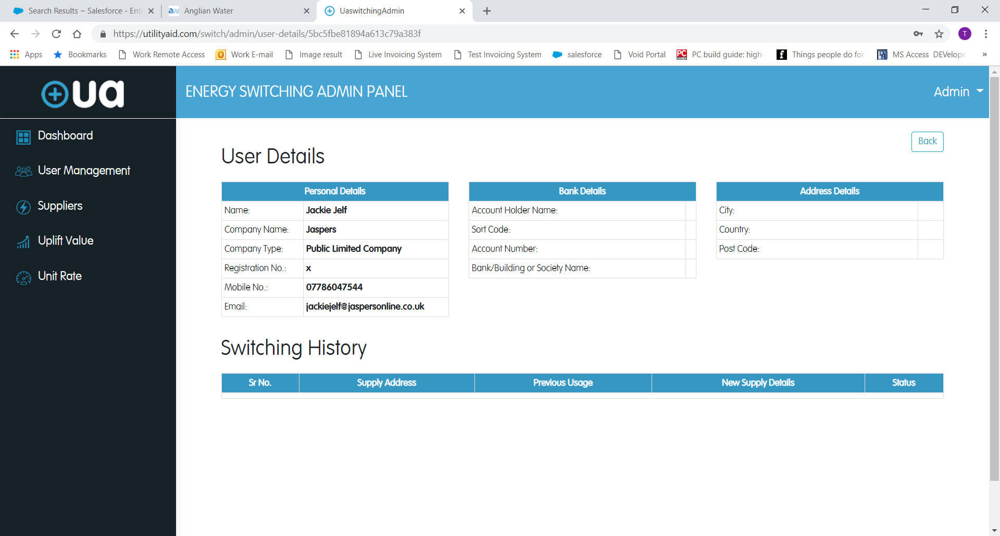 Search Results ~ Salesforce - Ent
Anglian Water
UaswitchingAdmin
https://utilityaid.com/switch/admin/user-details/5bc5fbe81894a613c79a383f
T
Apps
Bookmarks
Work Remote Access
Work E-mail
Image result
Live Invoicing System
Test Invoicing System
salesforce
Void Portal
PC build guide: high-
Things people do for
MS Access DEVelope
»
ua
ENERGY SWITCHING ADMIN PANEL
Admin
Dashboard
User Management
Suppliers
Uplift Value
Unit Rate
Back
User Details
Personal Details
Name: Jackie Jelf
Company Name: Jaspers
Company Type: Public Limited Company
Registration No.: x
Mobile No.: 07786047544
Email: jackiejelf@jaspersonline.co.uk
Bank Details
Account Holder Name:
Sort Code:
Account Number:
Bank/Building or Society Name:
Address Details
City:
Country:
Post Code:
Switching History
Sr No. Supply Address Previous Usage New Supply Details Status